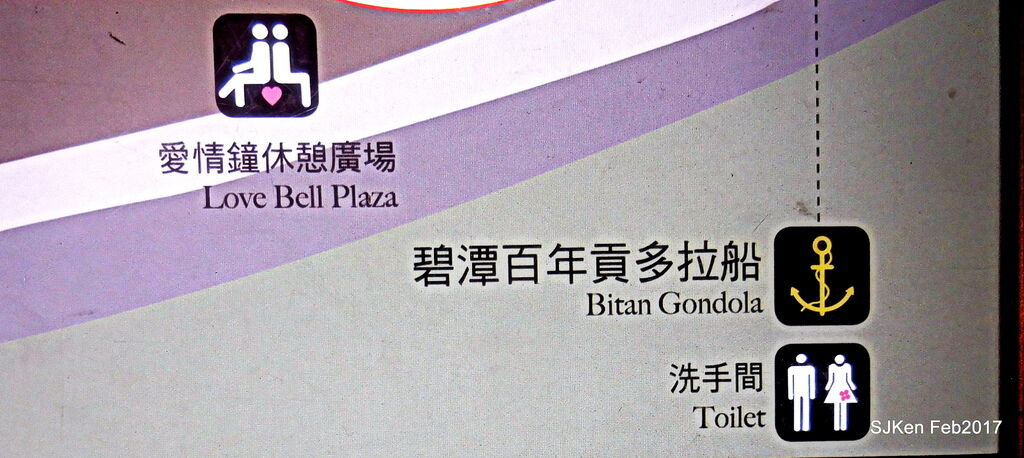 愛情鐘休憩廣場
Love Bell Plaza
碧潭百年貢多拉船
Bitan Gondola
洗手間
Toilet
SJKen Feb2017